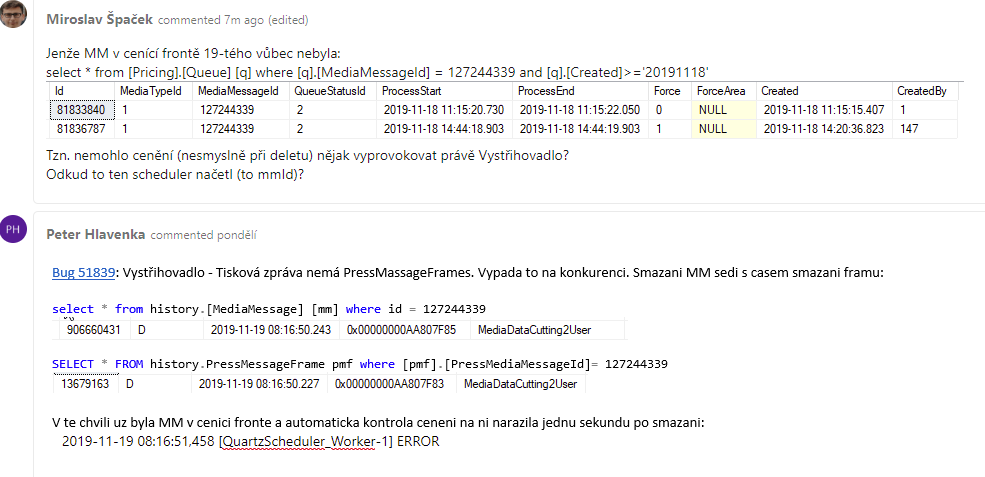 Miroslav Špaček commented 7m ago (edited)
Jenže MM v cenící frontě 19-tého vůbec nebyla:
select * from [Pricing].[Queue] [q] where [q].[MediaMessageId] = 127244339 and [q].[Created]>='20191118'
Id MediaTypeId MediaMessageId QueueStatusId ProcessStart ProcessEnd Force ForceArea Created CreatedBy
81833840 1 127244339 2 2019-11-18 11:15:20.730 2019-11-18 11:15:22.050 0 NULL 2019-11-18 11:15:15.407 1
81836787 1 127244339 2 2019-11-18 14:44:18.903 2019-11-18 14:44:19.903 1 NULL 2019-11-18 14:20:36.823 147
Tzn. nemohlo cenění (nesmyslně při deletu) nějak vyprovokovat právě Vystřihovadlo?
Odkud to ten scheduler načetl (to mmId)?
PH
Peter Hlavenka commented pondělí
Bug 51839: Vystřihovadlo - Tisková zpráva nemá PressMassageFrames. Vypada to na konkurenci. Smazani MM sedi s casem smazani framu:
select * from history.[MediaMessage] [mm] where id = 127244339
906660431 D 2019-11-19 08:16:50.243 0x00000000AA807F85 MediaDataCutting2User
SELECT * FROM history.PressMessageFrame pmf where [pmf].[PressMediaMessageId]= 127244339
13679163 D 2019-11-19 08:16:50.227 0x00000000AA807F83 MediaDataCutting2User
V te chvili uz byla MM v cenici fronte a automaticka kontrola ceneni na ni narazila jednu sekundu po smazani:
2019-11-19 08:16:51,458 [QuartzScheduler_Worker-1] ERROR